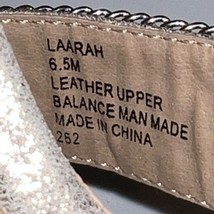 LAARAH
6.5M
LEATHER UPPER
BALANCE MAN MADE
MADE IN CHINA
262